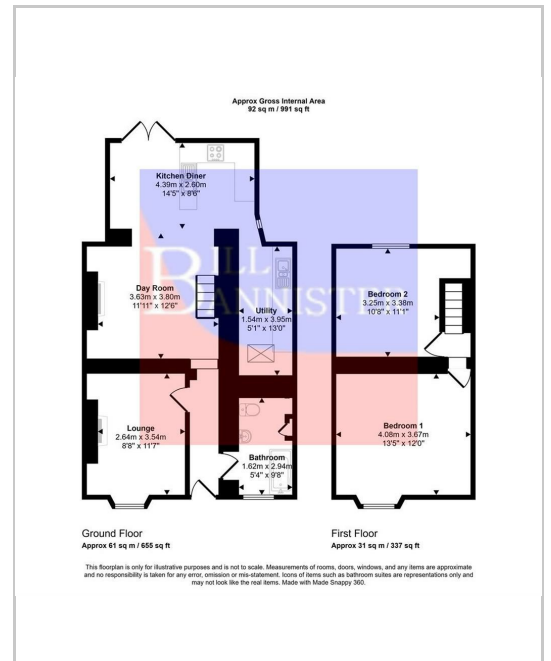 Approx Gross Internal Area
92 sq m / 991 sq ft
Kitchen Diner
4.39m x 2.60m
14'5" x 8'6"
Day Room
3.63m x 3.80m
11'11" x 12'6"
Utility
1.54m x 3.95m
5'1" x 13'0"
Bedroom 2
3.25m x 3.38m
10'8" x 11'1"
BILL
BANNISTER
Lounge
2.64m x 3.54m
8'8" x 11'7"
Bathroom
1.62m x 2.94m
5'4" x 9'8"
Bedroom 1
4.08m x 3.67m
13'5" x 12'0"
Ground Floor
Approx 61 sq m / 655 sq ft
First Floor
Approx 31 sq m / 337 sq ft
This floorplan is only for illustrative purposes and is not to scale. Measurements of rooms, doors, windows, and any items are approximate
and no responsibility is taken for any error, omission or mis-statement. Icons of items such as bathroom suites are representations only and
may not look like the real items. Made with Made Snappy 360.